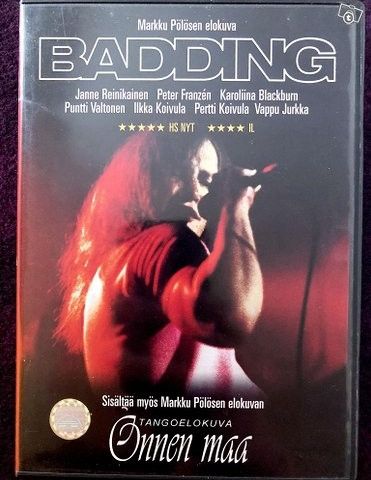 Markku Pölösen elokuva
BADDING
Janne Reinikainen Peter Franzén Karoliina Blackburn
Puntti Valtonen Ilkka Koivula Pertti Koivula Vappu Jurkka
★★★★★ HS NYT ★★★★ IL
Sisältää myös Markku Pölösen elokuvan
TANGOELOKUVA
Onnen maa